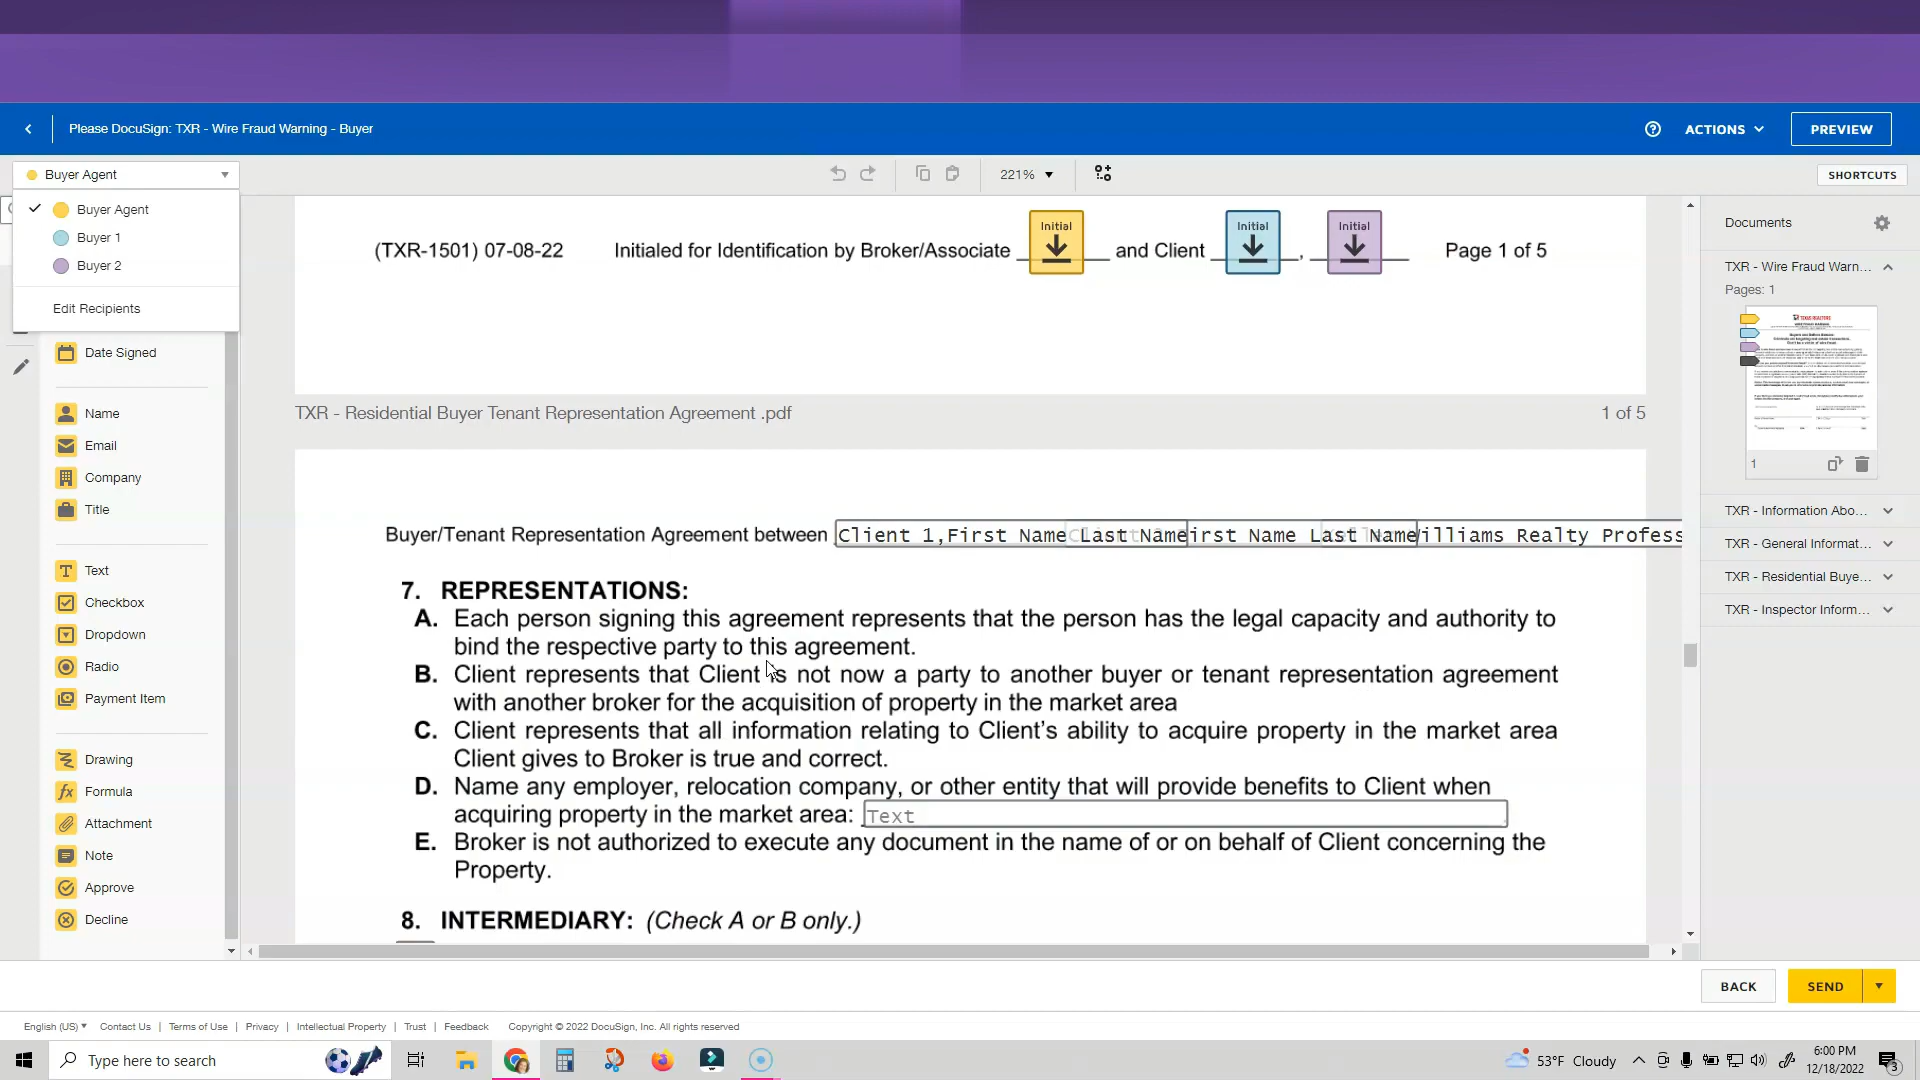 Please DocuSign: TXR - Wire Fraud Warning - Buyer
ACTIONS
PREVIEW
Buyer Agent
221%
SHORTCUTS
Buyer Agent
Buyer 1
Buyer 2
Edit Recipients
Date Signed
Name
Email
Company
Title
Text
Checkbox
Dropdown
Radio
Payment Item
Drawing
Formula
Attachment
Note
Approve
Decline
Initial
Initial
Initial
(TXR-1501) 07-08-22 Initialed for Identification by Broker/Associate and Client , Page 1 of 5
TXR - Residential Buyer Tenant Representation Agreement .pdf 1 of 5
Buyer/Tenant Representation Agreement between Client 1,First Name Last Name First Name Last Name Williams Realty Profess
7. REPRESENTATIONS:
A. Each person signing this agreement represents that the person has the legal capacity and authority to
bind the respective party to this agreement.
B. Client represents that Client is not now a party to another buyer or tenant representation agreement
with another broker for the acquisition of property in the market area
C. Client represents that all information relating to Client's ability to acquire property in the market area
Client gives to Broker is true and correct.
D. Name any employer, relocation company, or other entity that will provide benefits to Client when
acquiring property in the market area: Text
E. Broker is not authorized to execute any document in the name of or on behalf of Client concerning the
Property.
8. INTERMEDIARY: (Check A or B only.)
Documents
TXR - Wire Fraud Warn...
Pages: 1
1
TXR - Information Abo...
TXR - General Informat...
TXR - Residential Buye...
TXR - Inspector Inform...
BACK
SEND
English (US) Contact Us | Terms of Use | Privacy | Intellectual Property | Trust | Feedback Copyright © 2022 DocuSign, Inc. All rights reserved
Type here to search
53°F Cloudy
6:00 PM
12/18/2022
3